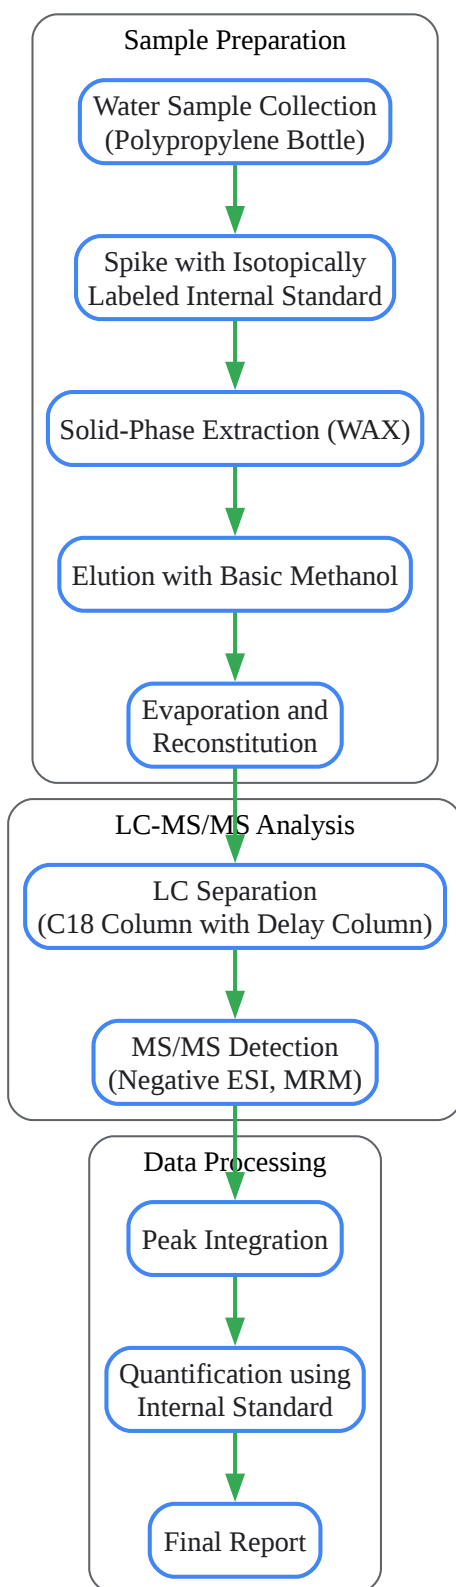 Sample Preparation
Water Sample Collection
(Polypropylene Bottle)
Spike with Isotopically
Labeled Internal Standard
Solid-Phase Extraction (WAX)
Elution with Basic Methanol
Evaporation and
Reconstitution
LC-MS/MS Analysis
LC Separation
(C18 Column with Delay Column)
MS/MS Detection
(Negative ESI, MRM)
Data Processing
Peak Integration
Quantification using
Internal Standard
Final Report